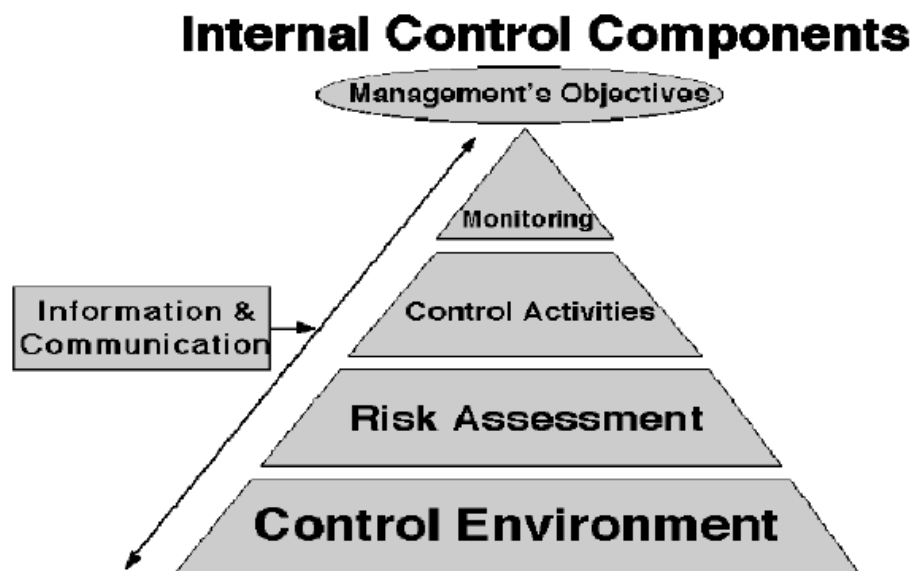 Internal Control Components
Management's Objectives
Monitoring
Control Activities
Information &
Communication
Risk Assessment
Control Environment